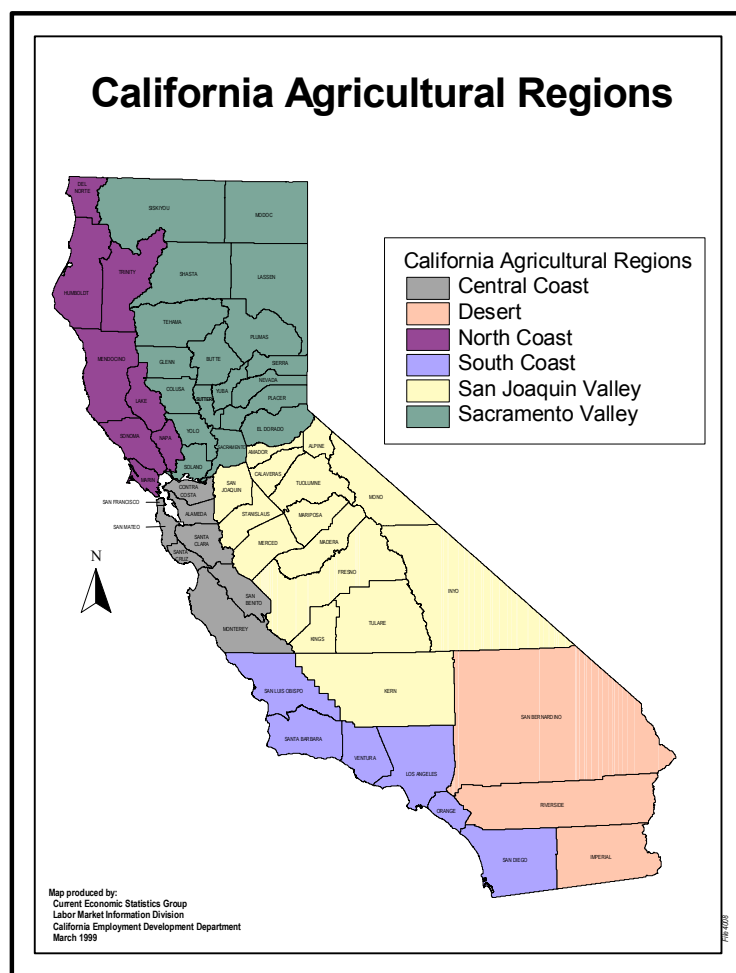 California Agricultural Regions
DEL
NORTE
SISKIYOU
MODOC
TRINITY
SHASTA
LASSEN
HUMBOLDT
TEHAMA
PLUMAS
MENDOCINO
GLENN
BUTTE
SIERRA
NEVADA
COLUSA
YUBA
SUTTER
PLACER
LAKE
YOLO
EL DORADO
SONOMA
NAPA
SACRAMENTO
ALPINE
AMADOR
SOLANO
CALAVERAS
MARIN
CONTRA
COSTA
SAN
JOAQUIN
TUOLUMNE
MONO
SAN FRANCISCO
ALAMEDA
STANISLAUS
MARIPOSA
SAN MATEO
SANTA
CLARA
MERCED
MADERA
SANTA
CRUZ
FRESNO
SAN
BENITO
INYO
MONTEREY
KINGS
TULARE
SAN LUIS OBISPO
KERN
SAN BERNARDINO
SANTA BARBARA
VENTURA
LOS ANGELES
ORANGE
RIVERSIDE
SAN DIEGO
IMPERIAL
N
California Agricultural Regions
Central Coast
Desert
North Coast
South Coast
San Joaquin Valley
Sacramento Valley
Map produced by:
Current Economic Statistics Group
Labor Market Information Division
California Employment Development Department
March 1999